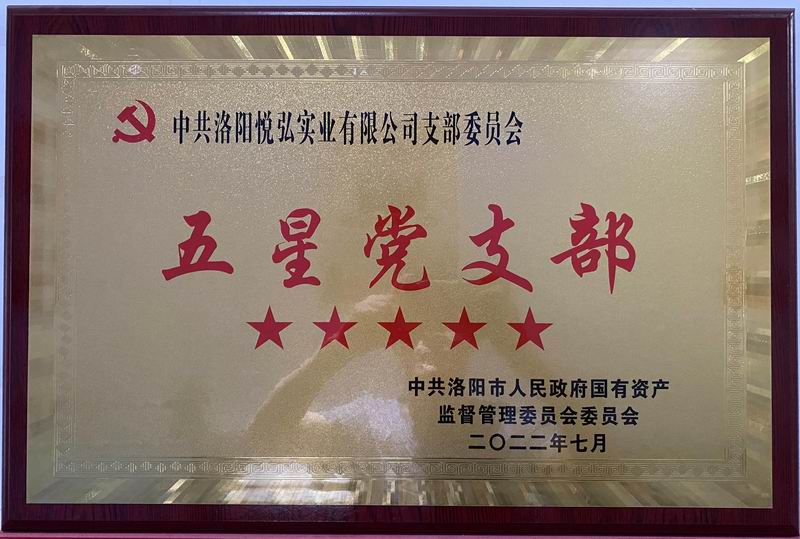 中共洛阳悦弘实业有限公司支部委员会
五星党支部
中共洛阳市人民政府国有资产
监督管理委员会委员会
二〇二二年七月